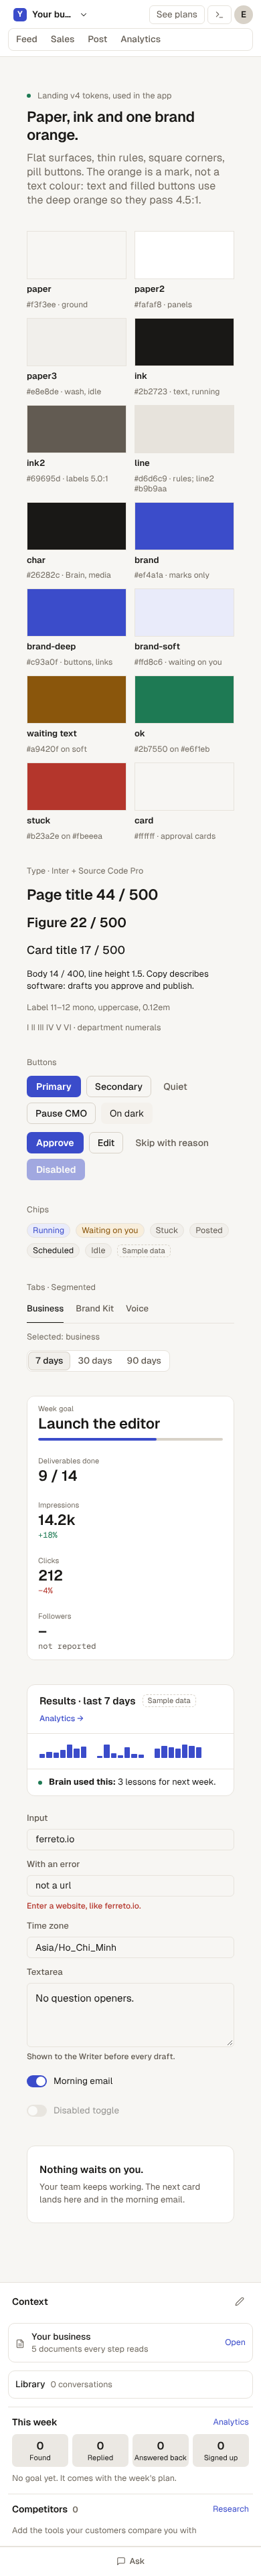 Y Your bu... See plans E
Feed Sales Post Analytics
Landing v4 tokens, used in the app
Paper, ink and one brand
orange.
Flat surfaces, thin rules, square corners,
pill buttons. The orange is a mark, not a
text colour: text and filled buttons use
the deep orange so they pass 4.5:1.
paper paper2
#f3f3ee · ground #fafaf8 · panels
paper3 ink
#e8e8de · wash, idle #2b2723 · text, running
ink2 line
#69695d · labels 5.0:1 #d6d6c9 · rules; line2
#b9b9aa
char brand
#26282c · Brain, media #ef4a1a · marks only
brand-deep brand-soft
#c93a0f · buttons, links #ffd8c6 · waiting on you
waiting text ok
#a9420f on soft #2b7550 on #e6f1eb
stuck card
#b23a2e on #fbeeea #ffffff · approval cards
Type · Inter + Source Code Pro
Page title 44 / 500
Figure 22 / 500
Card title 17 / 500
Body 14 / 400, line height 1.5. Copy describes
software: drafts you approve and publish.
Label 11–12 mono, uppercase, 0.12em
I II III IV V VI · department numerals
Buttons
Primary Secondary Quiet
Pause CMO On dark
Approve Edit Skip with reason
Disabled
Chips
Running Waiting on you Stuck Posted
Scheduled Idle Sample data
Tabs · Segmented
Business Brand Kit Voice
Selected: business
7 days 30 days 90 days
Week goal
Launch the editor
Deliverables done
9 / 14
Impressions
14.2k
+18%
Clicks
212
−4%
Followers
–
not reported
Results · last 7 days Sample data
Analytics →
Brain used this: 3 lessons for next week.
Input
ferreto.io
With an error
not a url
Enter a website, like ferreto.io.
Time zone
Asia/Ho_Chi_Minh
Textarea
No question openers.
Shown to the Writer before every draft.
Morning email
Disabled toggle
Nothing waits on you.
Your team keeps working. The next card
lands here and in the morning email.
Context
Your business
5 documents every step reads Open
Library 0 conversations
This week Analytics
0 0 0 0
Found Replied Answered back Signed up
No goal yet. It comes with the week's plan.
Competitors 0 Research
Add the tools your customers compare you with
Ask